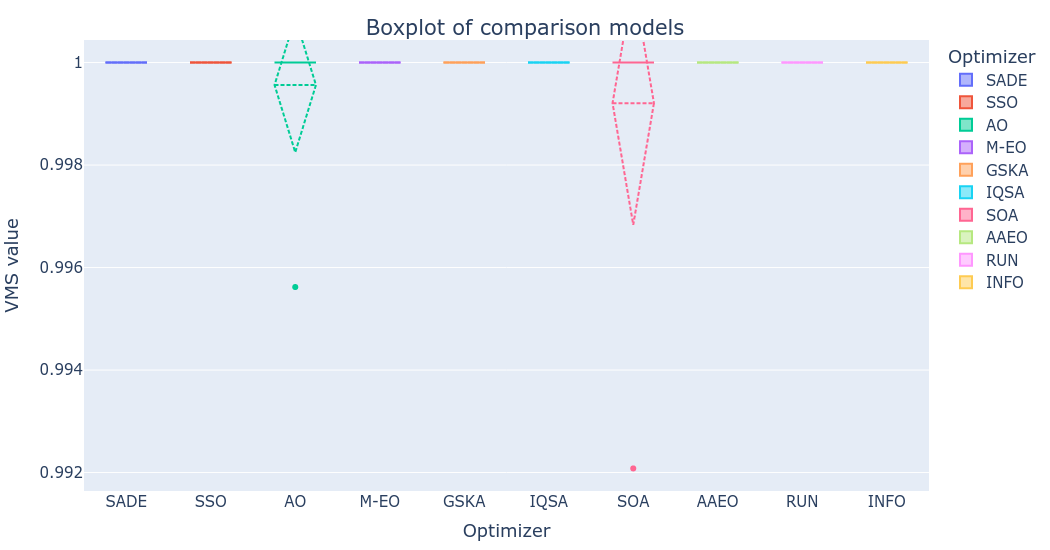 Boxplot of comparison models
VMS value
1
0.998
0.996
0.994
0.992
SADE
SSO
AO
M-EO
GSKA
IQSA
SOA
AAEO
RUN
INFO
Optimizer
Optimizer
SADE
SSO
AO
M-EO
GSKA
IQSA
SOA
AAEO
RUN
INFO